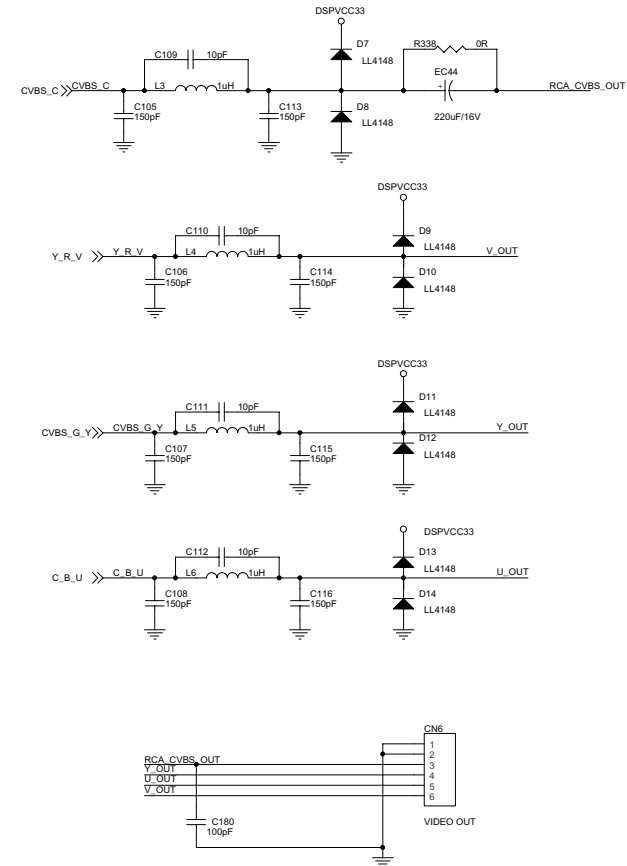 DSPVCC33
C109 10pF
D7
LL4148
R338 0R
EC44
CVBS_C CVBS_C L3 1uH
+
RCA_CVBS_OUT
C105
150pF
C113
150pF
D8
LL4148
220uF/16V
DSPVCC33
C110 10pF
D9
LL4148
Y_R_V Y_R_V L4 1uH
V_OUT
C106
150pF
C114
150pF
D10
LL4148
DSPVCC33
C111 10pF
D11
LL4148
CVBS_G_Y CVBS_G_Y L5 1uH
Y_OUT
C107
150pF
C115
150pF
D12
LL4148
DSPVCC33
C112 10pF
D13
LL4148
C_B_U C_B_U L6 1uH
U_OUT
C108
150pF
C116
150pF
D14
LL4148
CN6
1
2
RCA_CVBS_OUT 3
Y_OUT 4
U_OUT 5
V_OUT 6
C180
100pF
VIDEO OUT